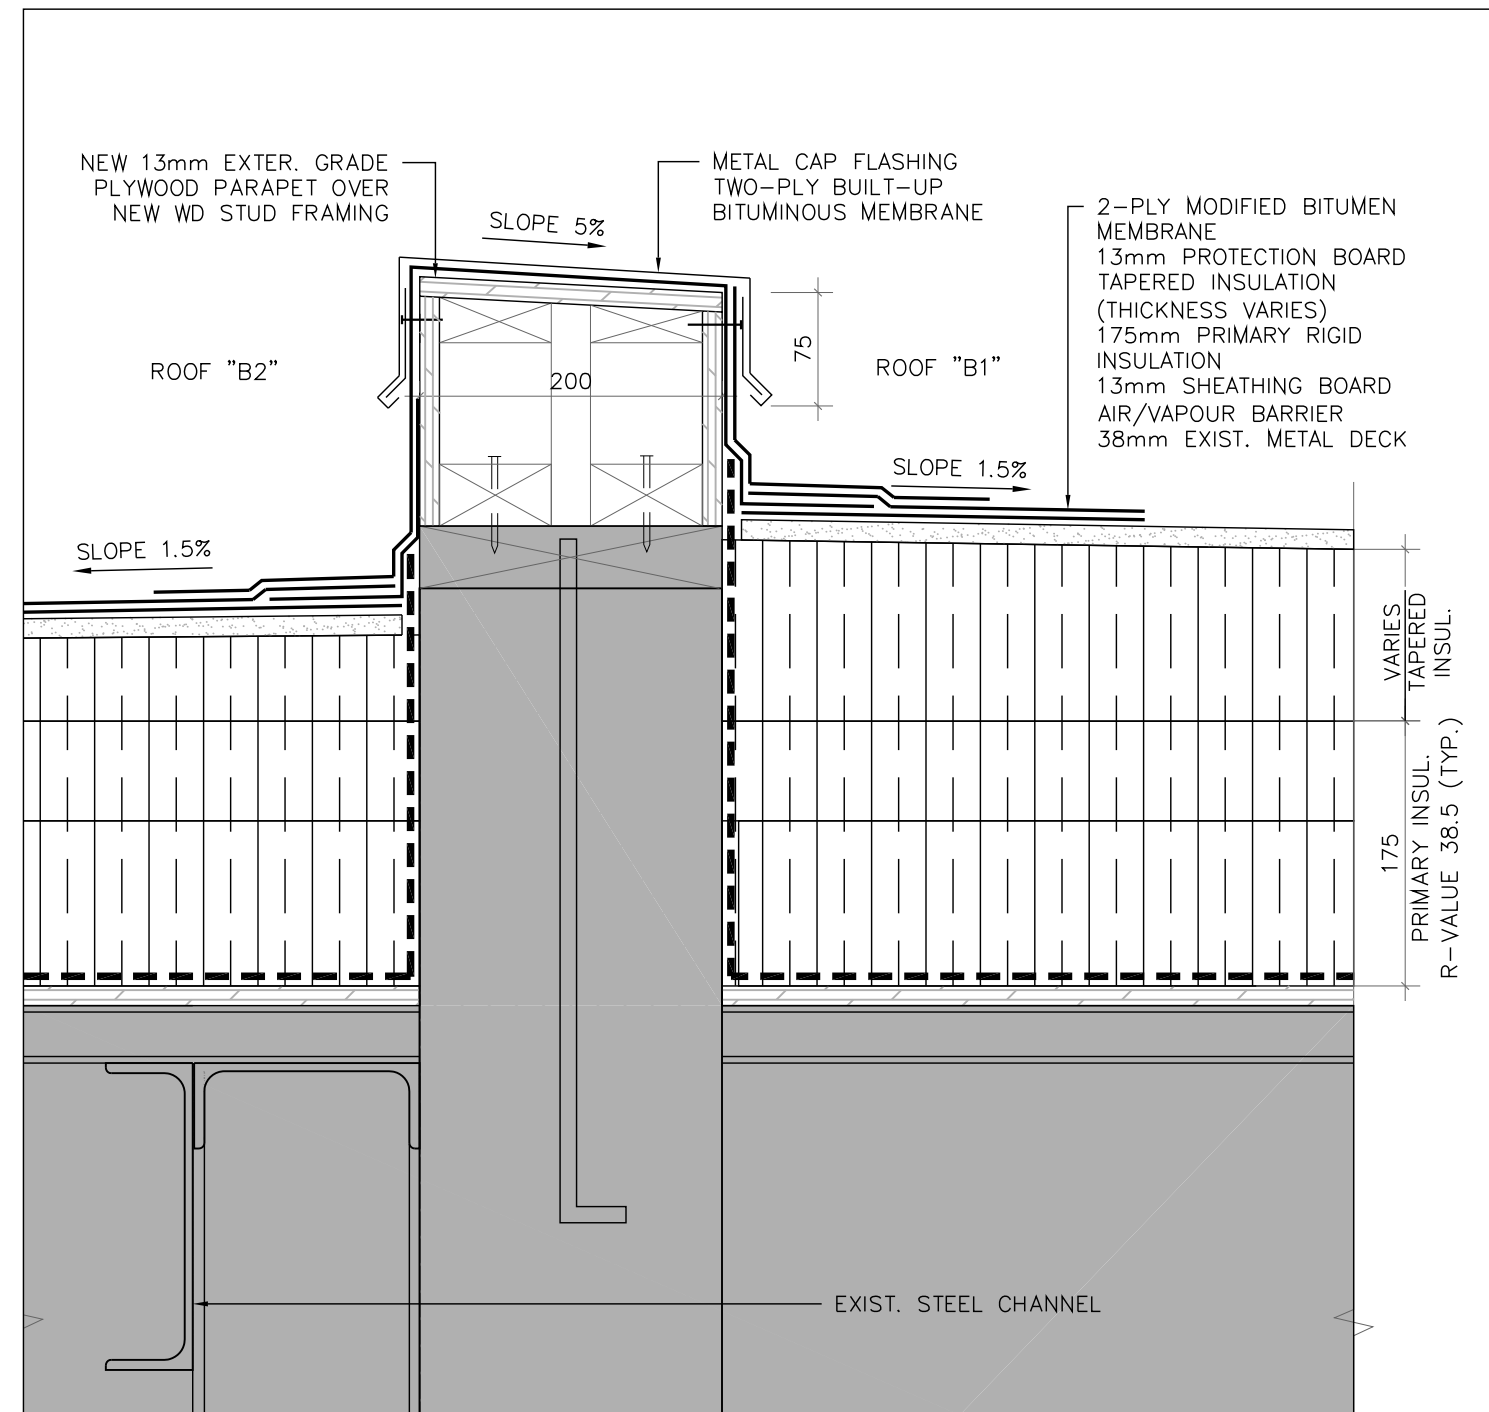 NEW 13mm EXTER. GRADE
PLYWOOD PARAPET OVER
NEW WD STUD FRAMING
METAL CAP FLASHING
TWO-PLY BUILT-UP
BITUMINOUS MEMBRANE
2-PLY MODIFIED BITUMEN
MEMBRANE
13mm PROTECTION BOARD
TAPERED INSULATION
(THICKNESS VARIES)
175mm PRIMARY RIGID
INSULATION
13mm SHEATHING BOARD
AIR/VAPOUR BARRIER
38mm EXIST. METAL DECK
SLOPE 5%
75
200
ROOF "B2"
ROOF "B1"
SLOPE 1.5%
SLOPE 1.5%
VARIES
TAPERED
INSUL.
175
PRIMARY INSUL.
R-VALUE 38.5 (TYP.)
EXIST. STEEL CHANNEL